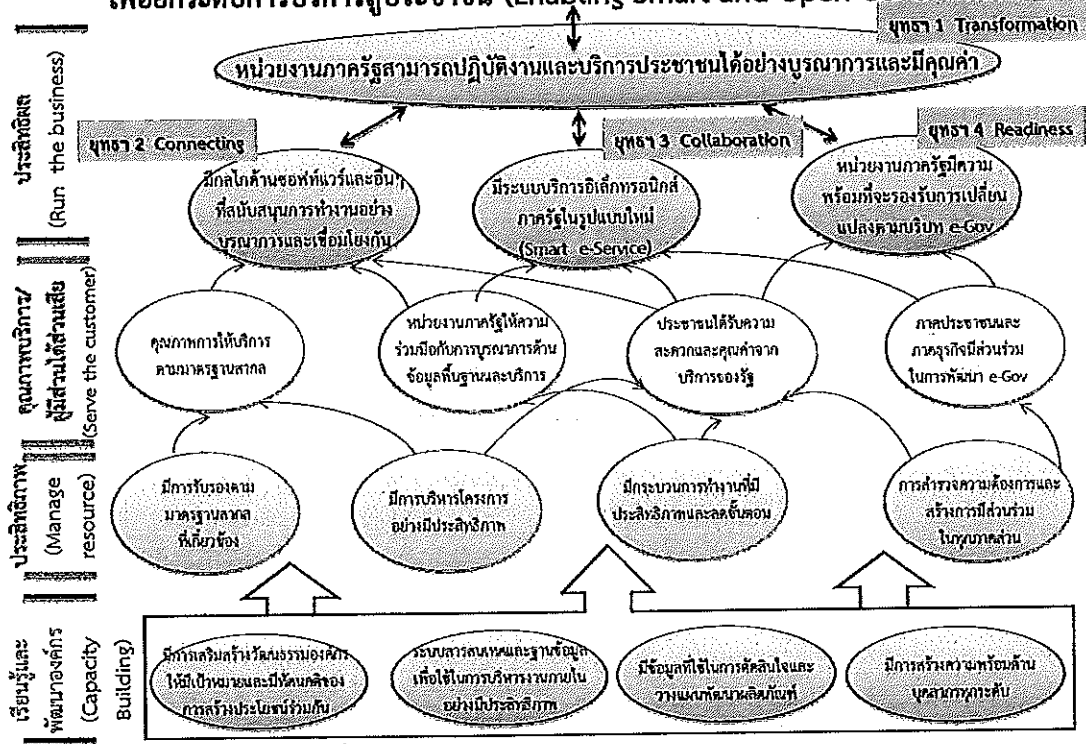 เพื่อยกระดับการบริการสู่ประชาชน (Enabling Smart and Open
ยุทธฯ 1 Transformation
หน่วยงานภาครัฐสามารถปฏิบัติงานและบริการประชาชนได้อย่างบูรณาการและมีคุณค่า
ประสิทธิผล
(Run the business)
ยุทธฯ 2 Connecting
ยุทธฯ 3 Collaboration
ยุทธฯ 4 Readiness
มีกลไกด้านซอฟท์แวร์และอื่นๆ
ที่สนับสนุนการทำงานอย่าง
บูรณาการและเชื่อมโยงกัน
มีระบบบริการอิเล็กทรอนิกส์
ภาครัฐในรูปแบบใหม่
(Smart e-Service)
หน่วยงานภาครัฐมีความ
พร้อมที่จะรองรับการเปลี่ยน
แปลงตามบริบท e-Gov
คุณภาพบริการ/
ผู้มีส่วนได้ส่วนเสีย
(Serve the customer)
คุณภาพการให้บริการ
ตามมาตรฐานสากล
หน่วยงานภาครัฐให้ความ
ร่วมมือกับการบูรณาการด้าน
ข้อมูลพื้นฐานและบริการ
ประชาชนได้รับความ
สะดวกและคุณค่าจาก
บริการของรัฐ
ภาคประชาชนและ
ภาคธุรกิจมีส่วนร่วม
ในการพัฒนา e-Gov
ประสิทธิภาพ
(Manage
resource)
มีการรับรองตาม
มาตรฐานสากล
ที่เกี่ยวข้อง
มีการบริหารโครงการ
อย่างมีประสิทธิภาพ
มีกระบวนการทำงานที่มี
ประสิทธิภาพและลดขั้นตอน
การสำรวจความต้องการและ
สร้างการมีส่วนร่วม
ในทุกภาคส่วน
เรียนรู้และ
พัฒนาองค์กร
(Capacity
Building)
มีการเสริมสร้างวัฒนธรรมองค์กร
ให้มีเป้าหมายและมีทัศนคติของ
การสร้างประโยชน์ร่วมกัน
ระบบสารสนเทศและฐานข้อมูล
เพื่อใช้ในการบริหารงานภายใน
อย่างมีประสิทธิภาพ
มีข้อมูลที่ใช้ในการตัดสินใจและ
วางแผนพัฒนาผลิตภัณฑ์
มีการสร้างความพร้อมด้าน
บุคลากรทุกระดับ